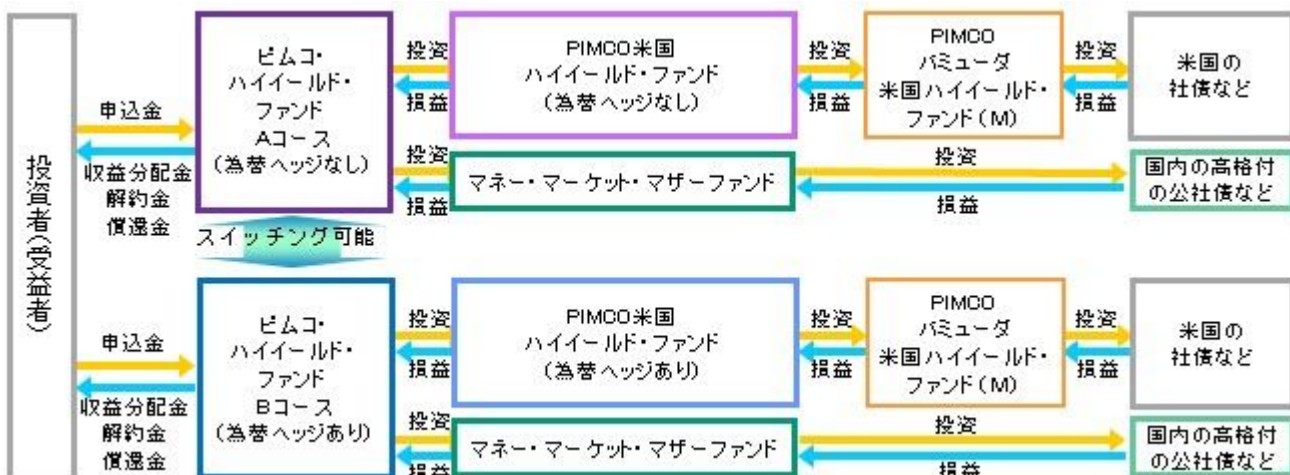 投資者(受益者)
申込金
収益分配金
解約金
償還金
ピムコ・
ハイイールド・
ファンド
Aコース
(為替ヘッジなし)
投資
損益
PIMCO米国
ハイイールド・ファンド
(為替ヘッジなし)
投資
損益
PIMCO
バミューダ
米国ハイイールド・
ファンド(M)
投資
損益
米国の
社債など
投資
損益
マネー・マーケット・マザーファンド
投資
損益
国内の高格付
の公社債など
スイッチング可能
申込金
収益分配金
解約金
償還金
ピムコ・
ハイイールド・
ファンド
Bコース
(為替ヘッジあり)
投資
損益
PIMCO米国
ハイイールド・ファンド
(為替ヘッジあり)
投資
損益
PIMCO
バミューダ
米国ハイイールド・
ファンド(M)
投資
損益
米国の
社債など
投資
損益
マネー・マーケット・マザーファンド
投資
損益
国内の高格付
の公社債など